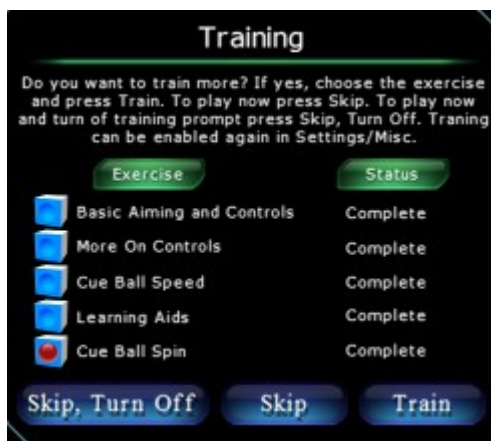 Training
Do you want to train more? If yes, choose the exercise
and press Train. To play now press Skip. To play now
and turn of training prompt press Skip, Turn Off. Traning
can be enabled again in Settings/Misc.
Exercise Status
Basic Aiming and Controls Complete
More On Controls Complete
Cue Ball Speed Complete
Learning Aids Complete
Cue Ball Spin Complete
Skip, Turn Off Skip Train